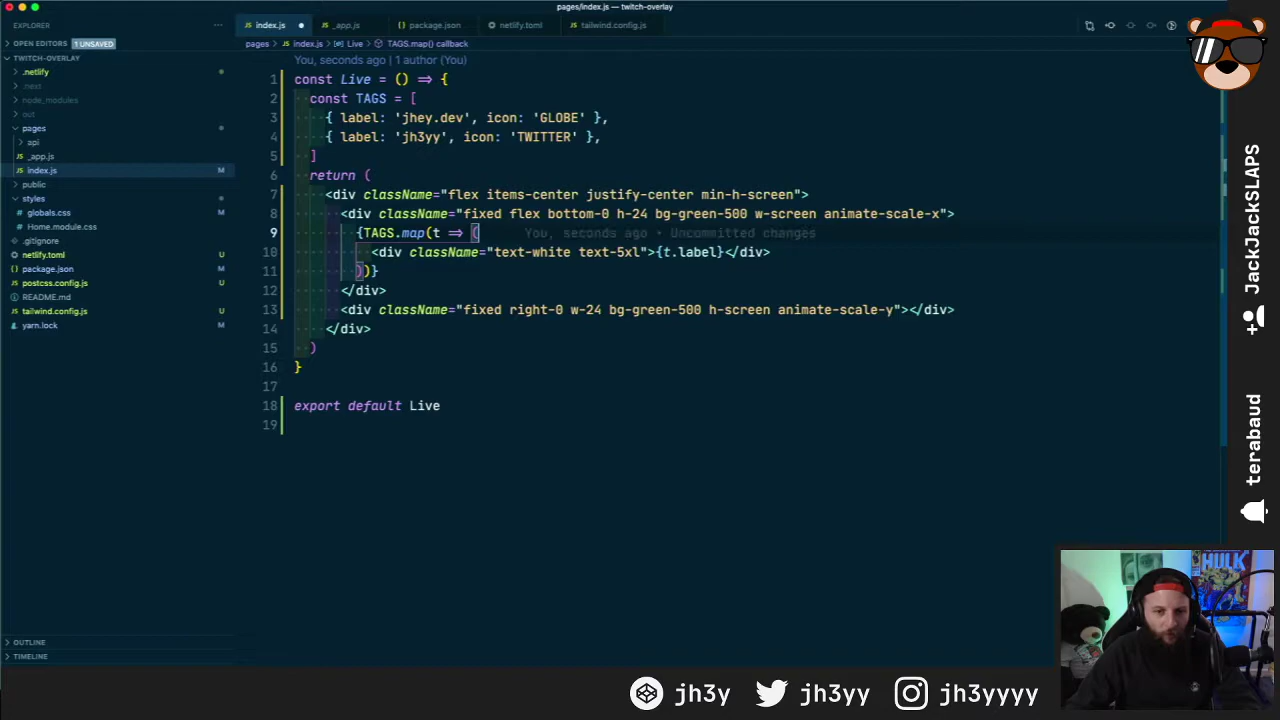 pages/index.js — twitch-overlay
EXPLORER
index.js
_app.js
package.json
netlify.toml
tailwind.config.js
OPEN EDITORS 1 UNSAVED
pages > index.js > Live > TAGS.map() callback
TWITCH-OVERLAY
.netlify
.next
node_modules
out
pages
api
_app.js
index.js M
public
styles
globals.css
Home.module.css
.gitignore
netlify.toml U
package.json M
postcss.config.js U
README.md
tailwind.config.js U
yarn.lock
OUTLINE
TIMELINE
You, seconds ago | 1 author (You)
1 const Live = () => {
2 const TAGS = [
3 { label: 'jhey.dev', icon: 'GLOBE' },
4 { label: 'jh3yy', icon: 'TWITTER' },
5 ]
6 return (
7 <div className="flex items-center justify-center min-h-screen">
8 <div className="fixed flex bottom-0 h-24 bg-green-500 w-screen animate-scale-x">
9 {TAGS.map(t => ( You, seconds ago • Uncommitted changes
10 <div className="text-white text-5xl">{t.label}</div>
11 ))}
12 </div>
13 <div className="fixed right-0 w-24 bg-green-500 h-screen animate-scale-y"></div>
14 </div>
15 )
16 }
17
18 export default Live
19
JackJackSLAPS
terabaud
HULK
jh3y jh3yy jh3yyyy